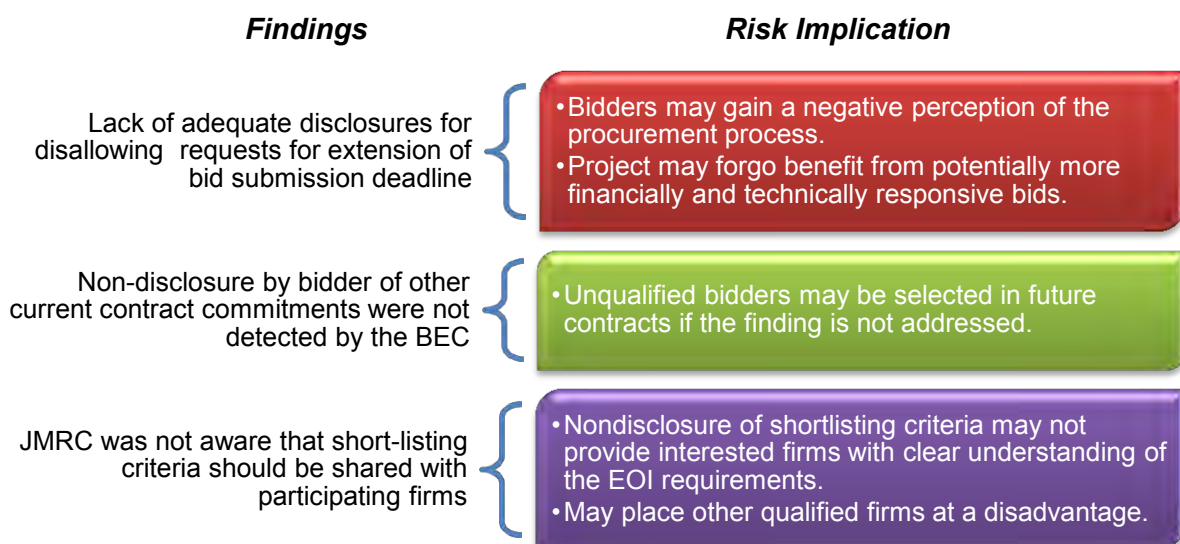 Findings
Risk Implication
Lack of adequate disclosures for
disallowing requests for extension of
bid submission deadline
•Bidders may gain a negative perception of the
procurement process.
•Project may forgo benefit from potentially more
financially and technically responsive bids.
Non-disclosure by bidder of other
current contract commitments were not
detected by the BEC
•Unqualified bidders may be selected in future
contracts if the finding is not addressed.
JMRC was not aware that short-listing
criteria should be shared with
participating firms
•Nondisclosure of shortlisting criteria may not
provide interested firms with clear understanding of
the EOI requirements.
•May place other qualified firms at a disadvantage.